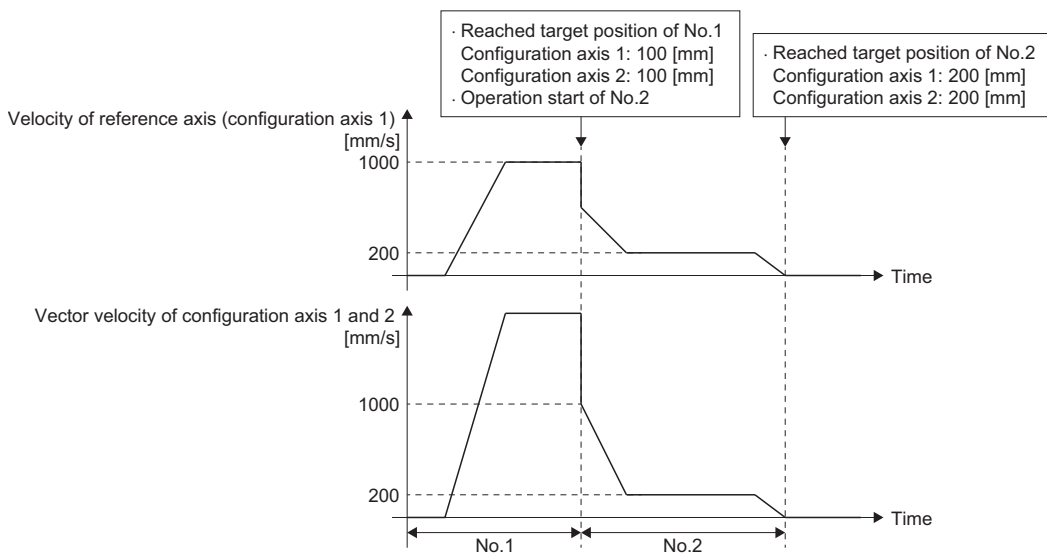 · Reached target position of No.1
Configuration axis 1: 100 [mm]
Configuration axis 2: 100 [mm]
· Operation start of No.2
· Reached target position of No.2
Configuration axis 1: 200 [mm]
Configuration axis 2: 200 [mm]
Velocity of reference axis (configuration axis 1)
[mm/s]
1000
200
Time
Vector velocity of configuration axis 1 and 2
[mm/s]
1000
200
Time
No.1
No.2